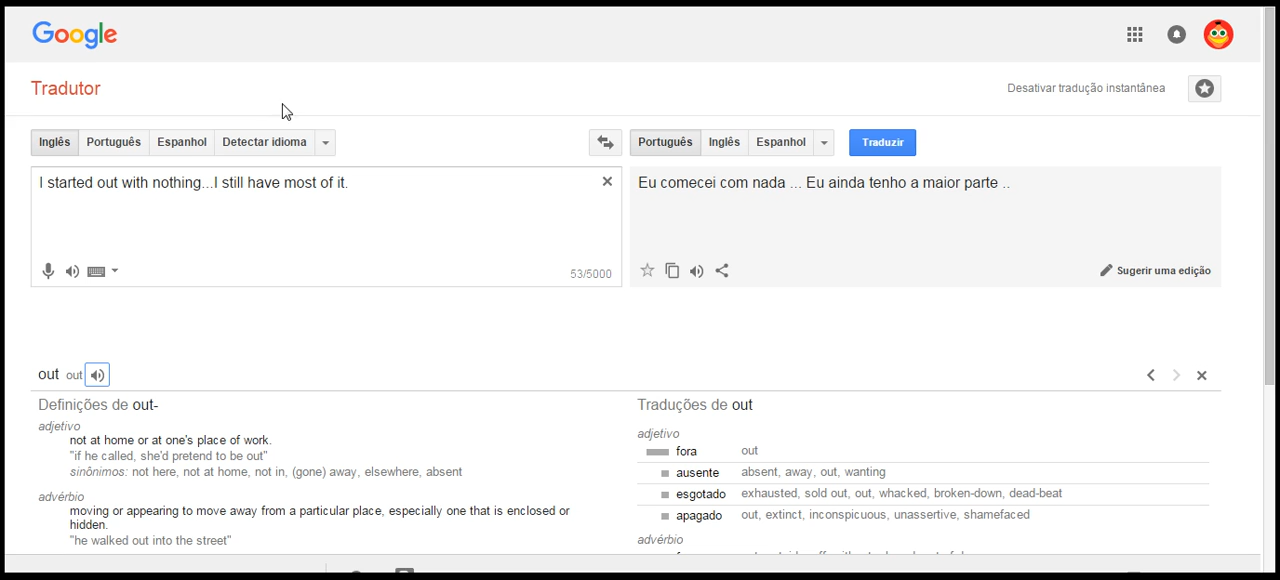 Google
Tradutor
Desativar tradução instantânea
Inglês Português Espanhol Detectar idioma
Português Inglês Espanhol Traduzir
I started out with nothing...I still have most of it.
53/5000
Eu comecei com nada ... Eu ainda tenho a maior parte ..
Sugerir uma edição
out out
Definições de out-
adjetivo
not at home or at one's place of work.
"if he called, she'd pretend to be out"
sinônimos: not here, not at home, not in, (gone) away, elsewhere, absent
advérbio
moving or appearing to move away from a particular place, especially one that is enclosed or
hidden.
"he walked out into the street"
Traduções de out
adjetivo
fora out
ausente absent, away, out, wanting
esgotado exhausted, sold out, out, whacked, broken-down, dead-beat
apagado out, extinct, inconspicuous, unassertive, shamefaced
advérbio